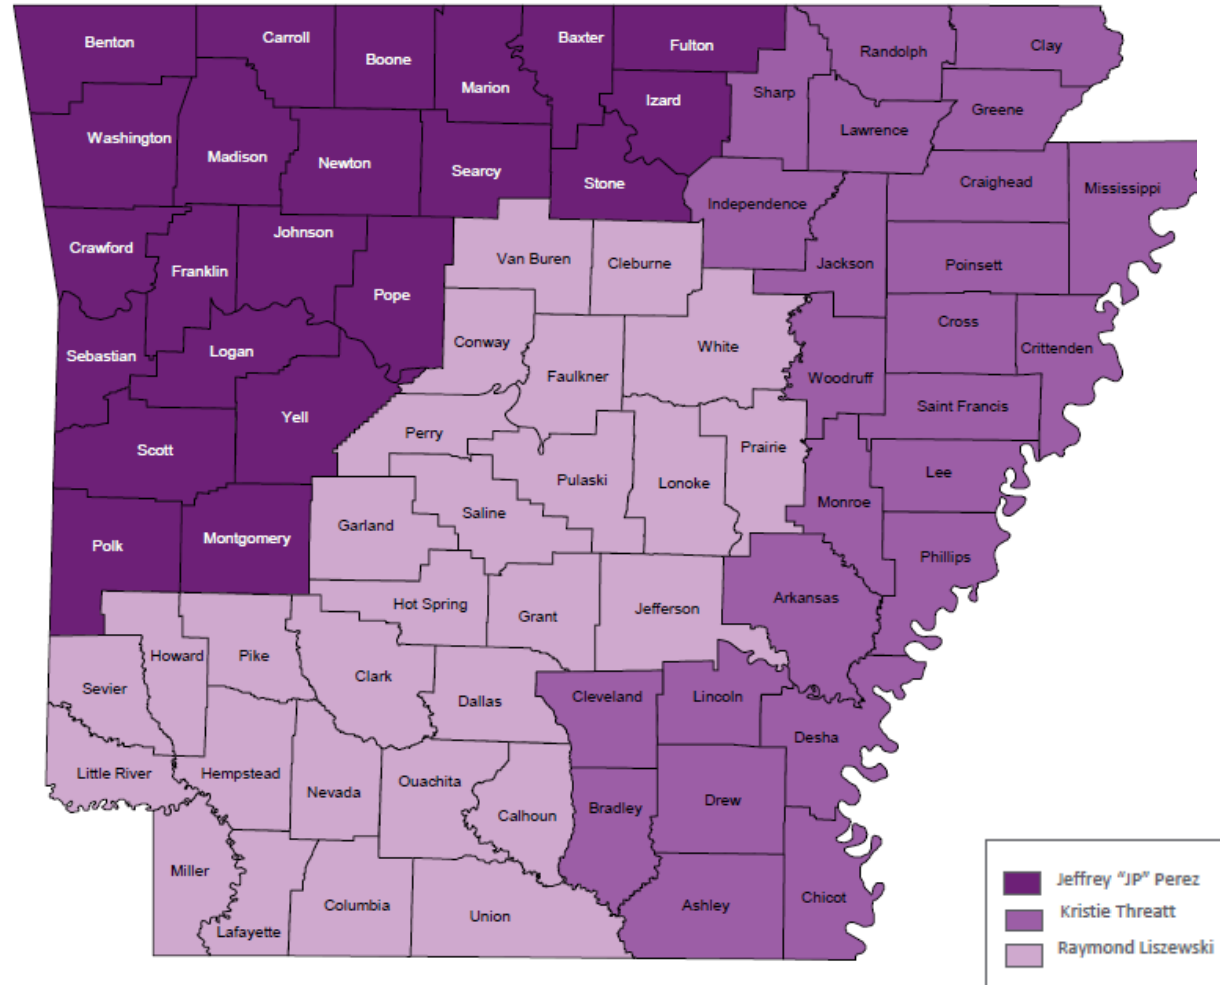 Benton
Carroll
Boone
Marion
Baxter
Fulton
Izard
Sharp
Randolph
Clay
Greene
Lawrence
Washington
Madison
Newton
Searcy
Stone
Independence
Craighead
Mississippi
Crawford
Franklin
Johnson
Pope
Van Buren
Cleburne
Jackson
Poinsett
Sebastian
Logan
Conway
Faulkner
White
Woodruff
Cross
Crittenden
Saint Francis
Scott
Yell
Perry
Pulaski
Lonoke
Prairie
Monroe
Lee
Phillips
Polk
Montgomery
Garland
Saline
Hot Spring
Grant
Jefferson
Arkansas
Sevier
Howard
Pike
Clark
Dallas
Cleveland
Lincoln
Desha
Little River
Hempstead
Nevada
Ouachita
Calhoun
Bradley
Drew
Miller
Lafayette
Columbia
Union
Ashley
Chicot
Jeffrey “JP” Perez
Kristie Threatt
Raymond Liszewski